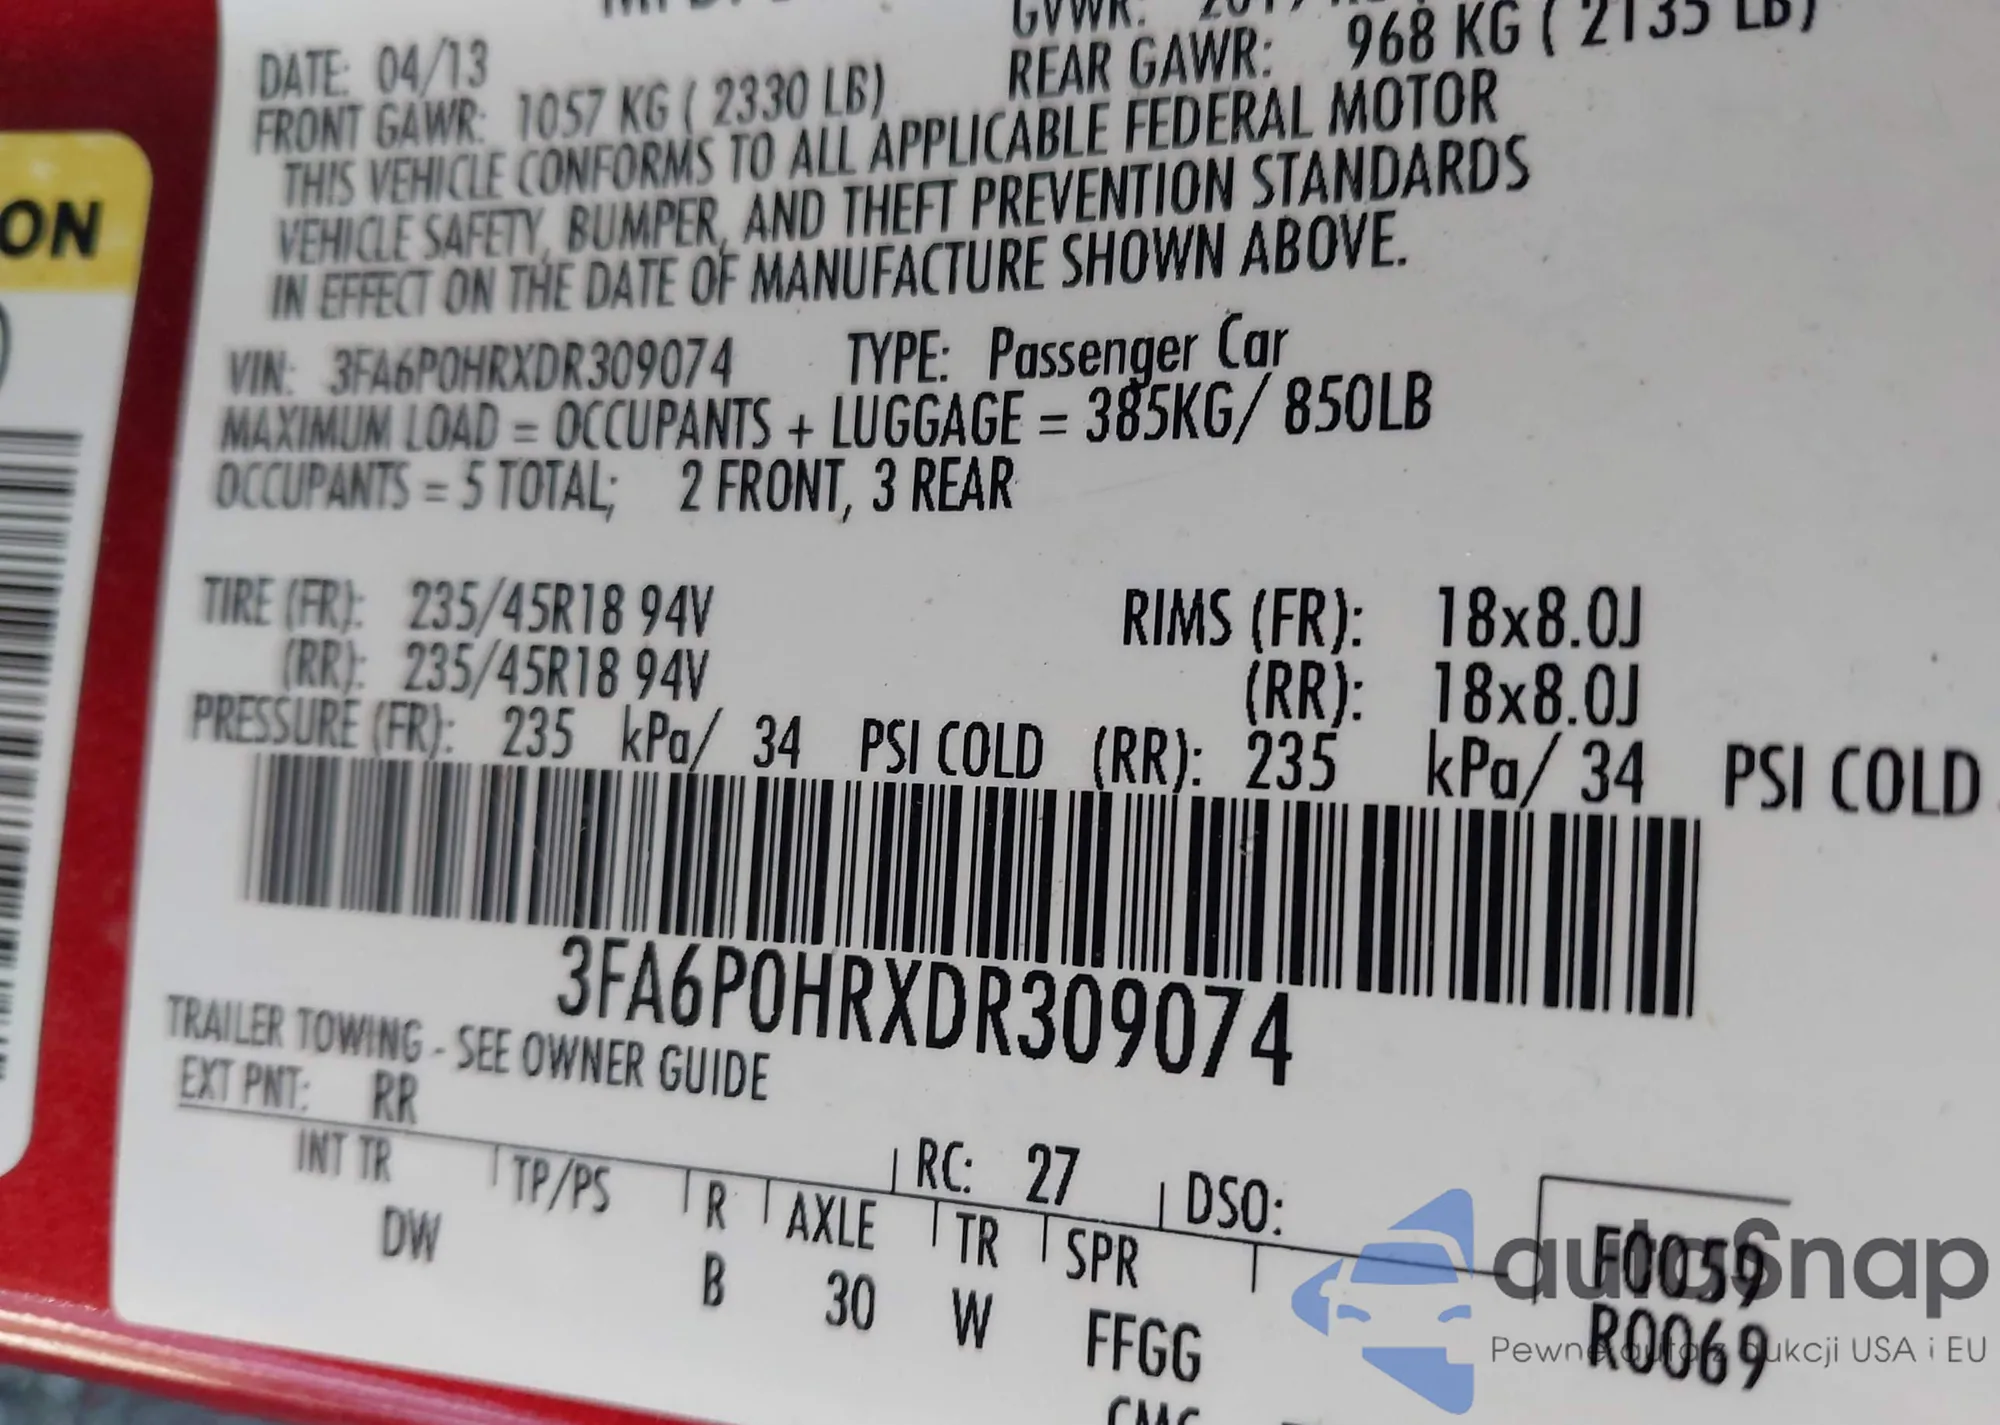 GVWR:
DATE: 04/13
REAR GAWR: 968 KG ( 2135 LB)
FRONT GAWR: 1057 KG ( 2330 LB)
THIS VEHICLE CONFORMS TO ALL APPLICABLE FEDERAL MOTOR
VEHICLE SAFETY, BUMPER, AND THEFT PREVENTION STANDARDS
IN EFFECT ON THE DATE OF MANUFACTURE SHOWN ABOVE.
ON
VIN: 3FA6P0HRXDR309074 TYPE: Passenger Car
MAXIMUM LOAD = OCCUPANTS + LUGGAGE = 385KG/ 850LB
OCCUPANTS = 5 TOTAL; 2 FRONT, 3 REAR
TIRE (FR): 235/45R18 94V RIMS (FR): 18x8.0J
(RR): 235/45R18 94V (RR): 18x8.0J
PRESSURE (FR): 235 kPa/ 34 PSI COLD (RR): 235 kPa/ 34 PSI COLD
3FA6P0HRXDR309074
TRAILER TOWING - SEE OWNER GUIDE
EXT PNT: RR RC: 27 DSO:
INT TR TP/PS R AXLE TR SPR F0059
DW B 30 W FFGG R0069
autoSnap
Pewne auta z aukcji USA i EU